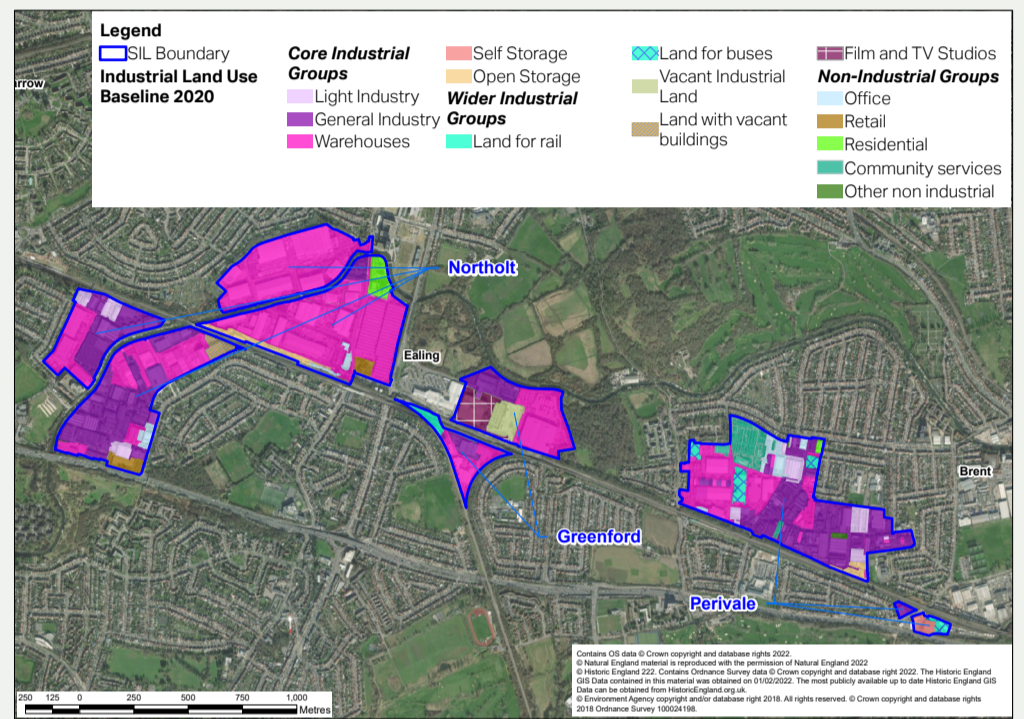 Legend
SIL Boundary
Industrial Land Use
Baseline 2020
Core Industrial
Groups
Light Industry
General Industry
Warehouses
Self Storage
Open Storage
Wider Industrial
Groups
Land for rail
Land for buses
Vacant Industrial
Land
Land with vacant
buildings
Film and TV Studios
Non-Industrial Groups
Office
Retail
Residential
Community services
Other non industrial
rrow
Northolt
Ealing
Brent
Greenford
Perivale
Contains OS data © Crown copyright and database rights 2022.
© Natural England material is reproduced with the permission of Natural England 2022
© Historic England 222. Contains Ordnance Survey data © Crown copyright and database right 2022. The Historic England
GIS Data contained in this material was obtained on 01/02/2022. The most publicly available up to date Historic England GIS
Data can be obtained from HistoricEngland.org.uk.
© Environment Agency copyright and/or database right 2018. All rights reserved. © Crown copyright and database rights
2018 Ordnance Survey 100024198.
250 125 0 250 500 750 1,000
Metres